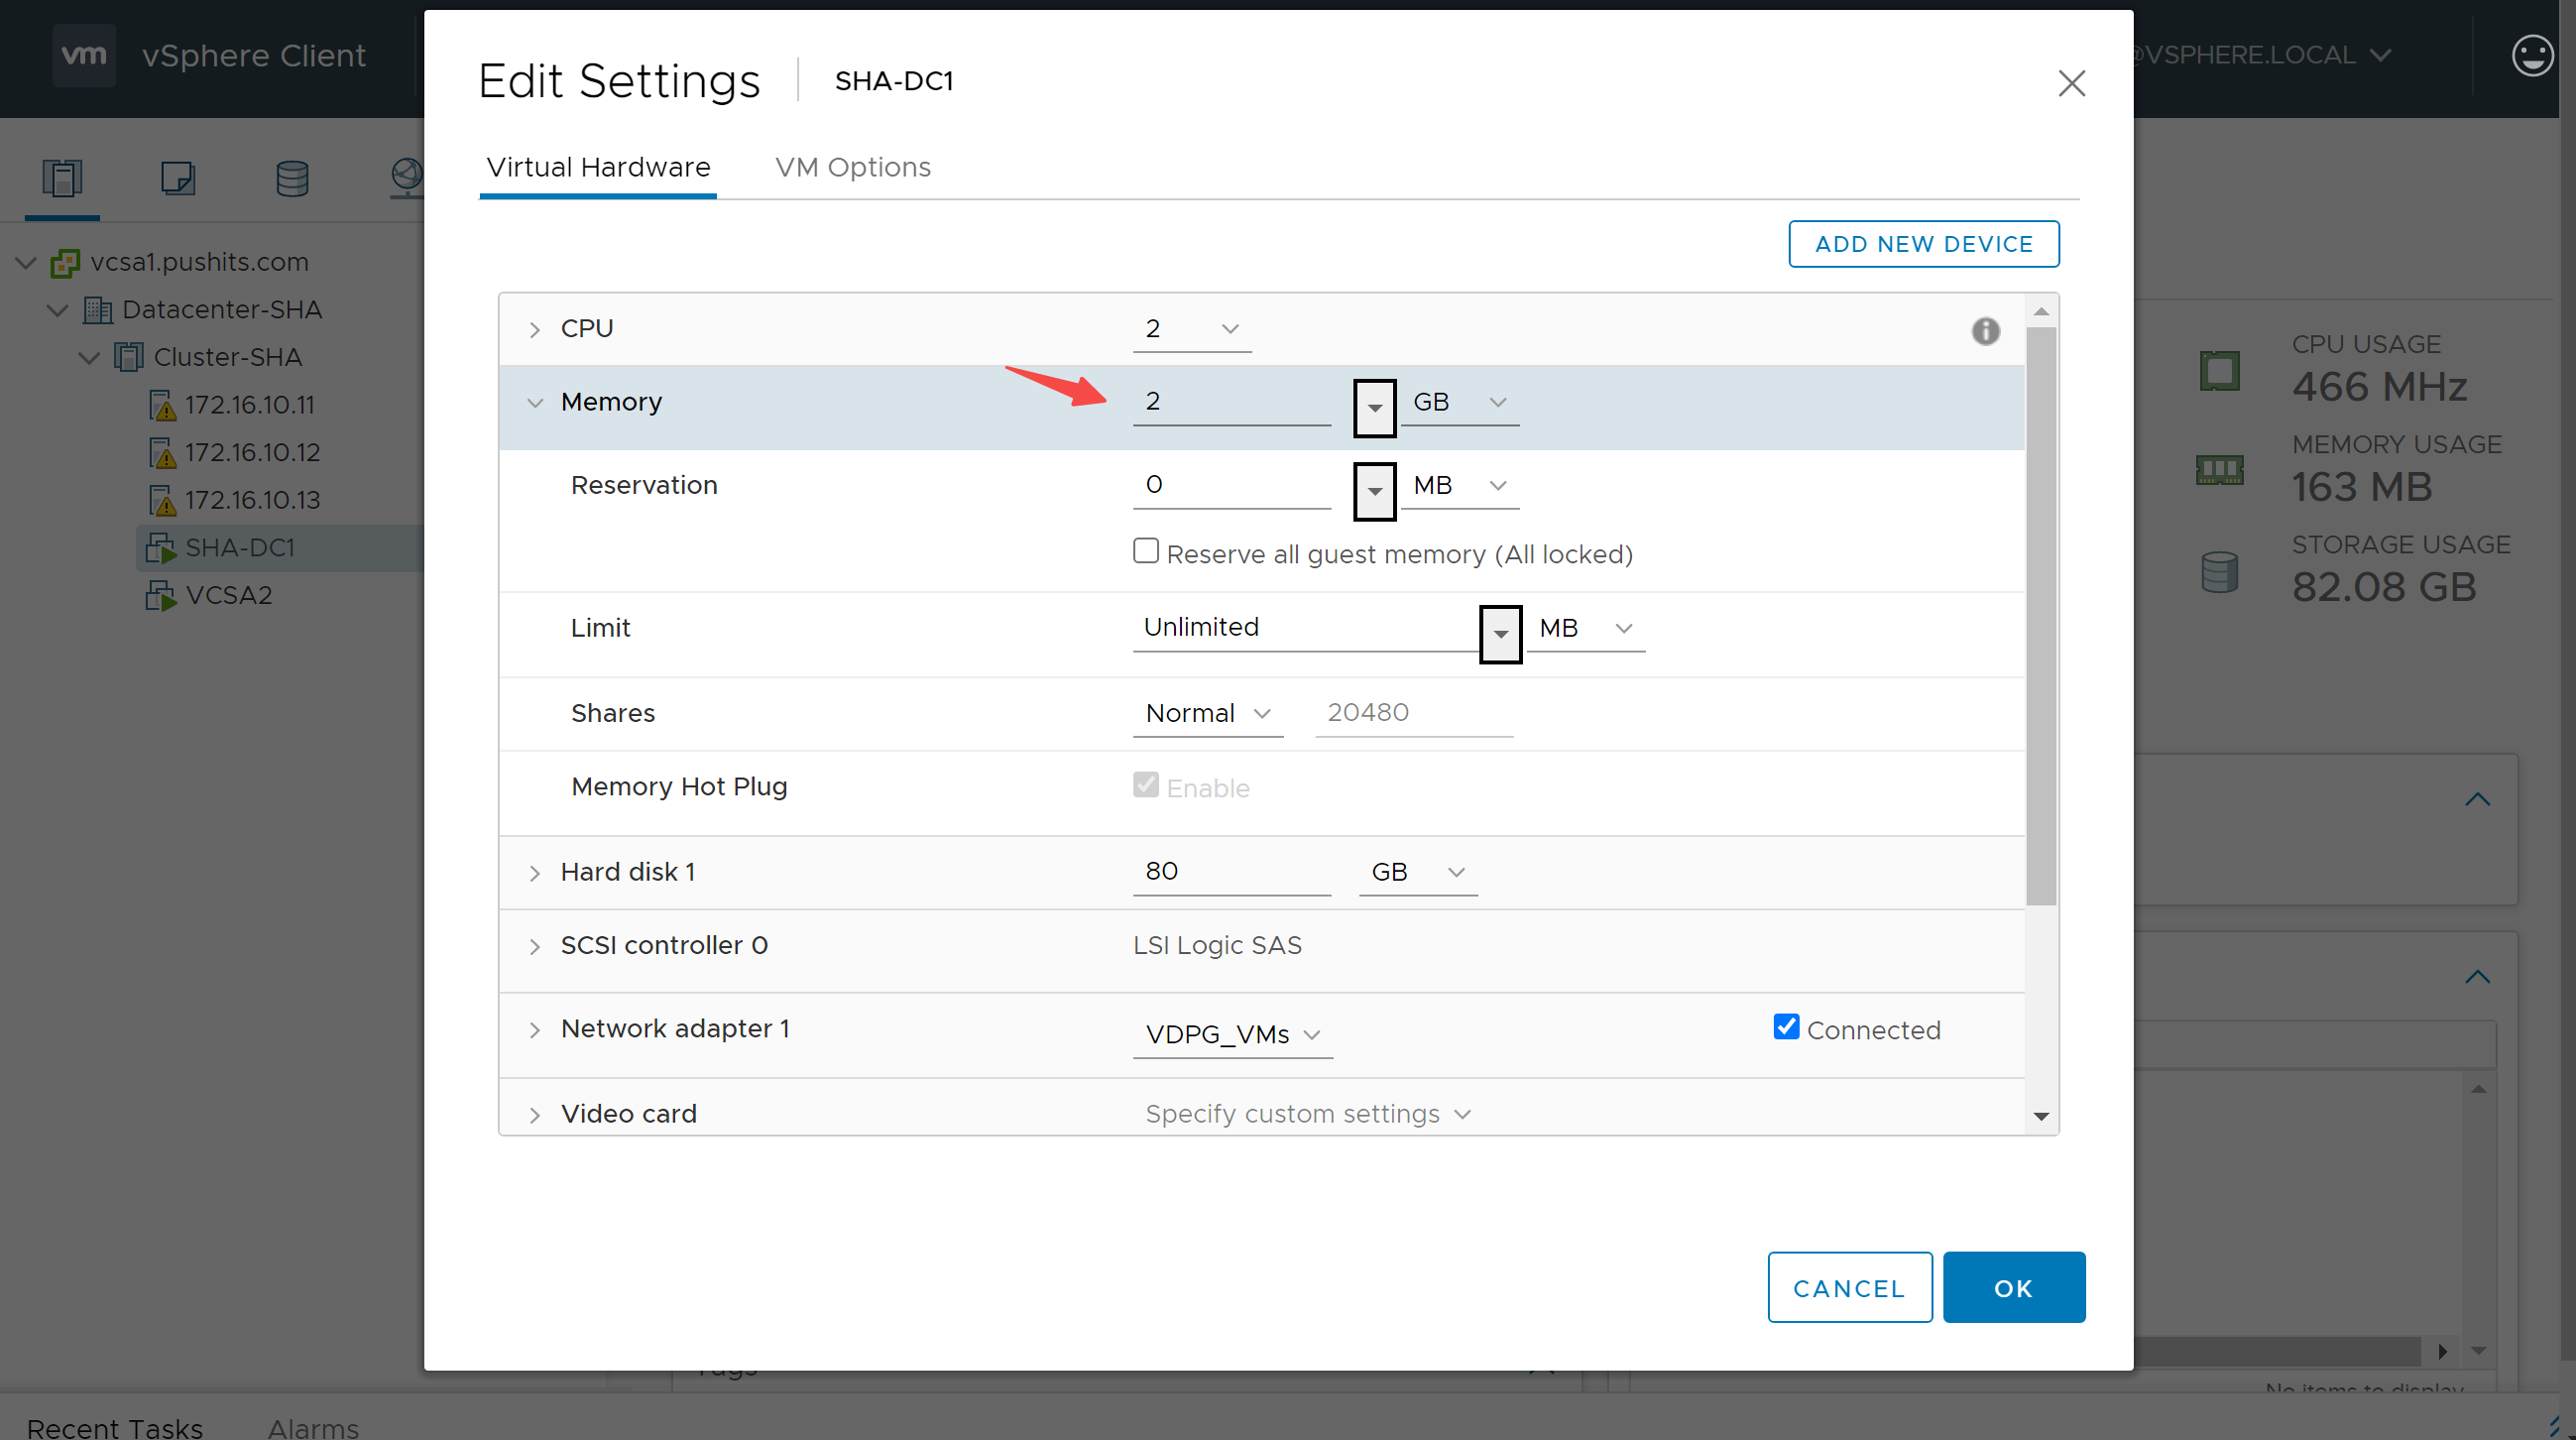 vm vSphere Client
@VSPHERE.LOCAL
Edit Settings SHA-DC1
Virtual Hardware VM Options
ADD NEW DEVICE
vcsa1.pushits.com
Datacenter-SHA
Cluster-SHA
172.16.10.11
172.16.10.12
172.16.10.13
SHA-DC1
VCSA2
CPU 2
Memory 2 GB
Reservation 0 MB
Reserve all guest memory (All locked)
Limit Unlimited MB
Shares Normal 20480
Memory Hot Plug Enable
Hard disk 1 80 GB
SCSI controller 0 LSI Logic SAS
Network adapter 1 VDPG_VMs Connected
Video card Specify custom settings
CANCEL OK
CPU USAGE
466 MHz
MEMORY USAGE
163 MB
STORAGE USAGE
82.08 GB
Tags
No items to display
Recent Tasks Alarms